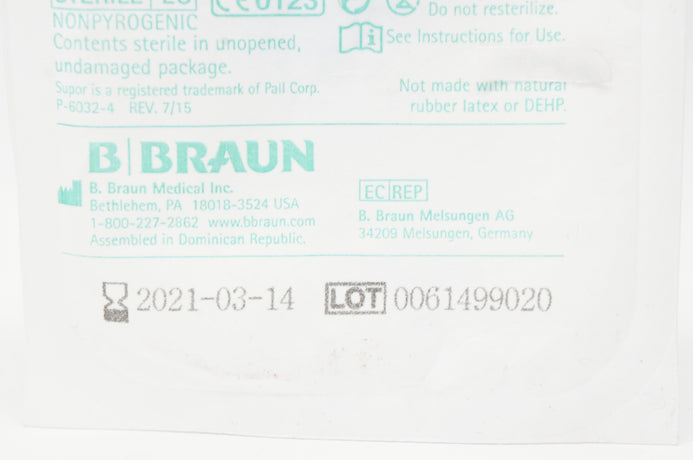 STERILE EO CE0123
Do not resterilize.
NONPYROGENIC
Contents sterile in unopened,
undamaged package.
See Instructions for Use.
Supor is a registered trademark of Pall Corp.
P-6032-4 REV. 7/15
Not made with natural
rubber latex or DEHP.
B BRAUN
B. Braun Medical Inc.
Bethlehem, PA 18018-3524 USA
1-800-227-2862 www.bbraun.com
Assembled in Dominican Republic.
EC REP
B. Braun Melsungen AG
34209 Melsungen, Germany
2021-03-14
LOT 0061499020